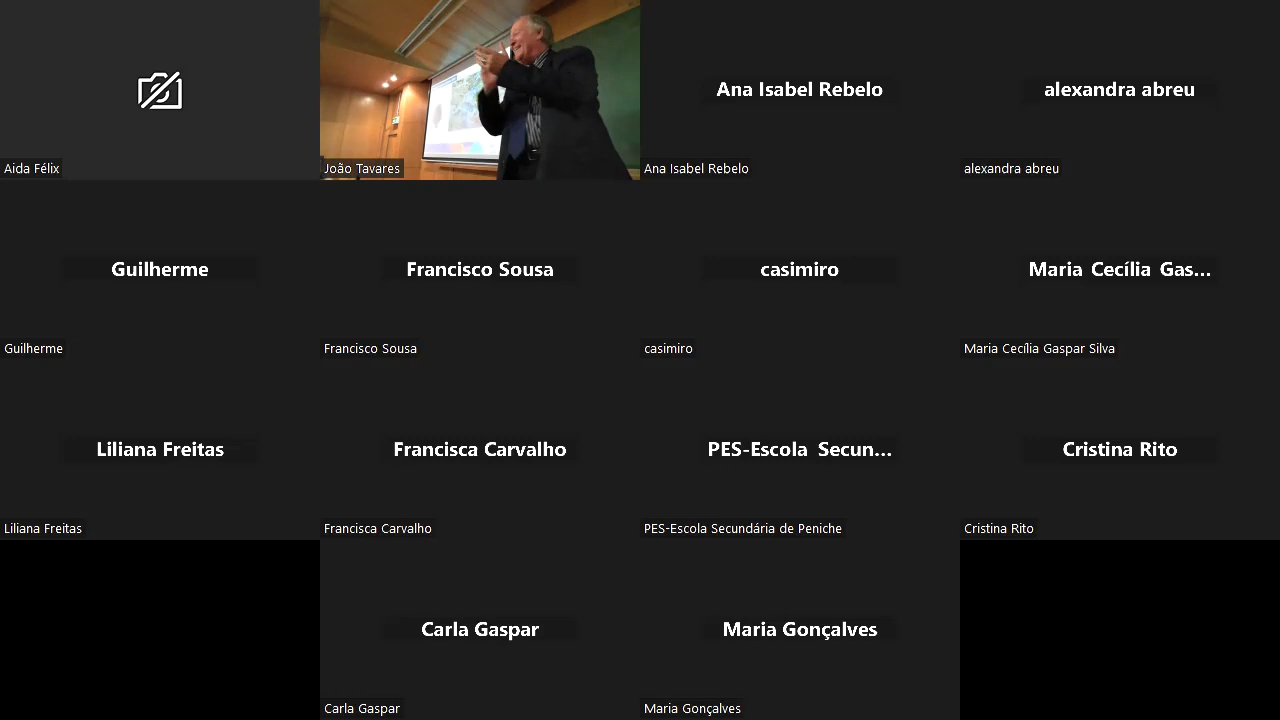 Aida Félix
João Tavares
Ana Isabel Rebelo
Ana Isabel Rebelo
alexandra abreu
alexandra abreu
Guilherme
Guilherme
Francisco Sousa
Francisco Sousa
casimiro
casimiro
Maria Cecília Gas...
Maria Cecília Gaspar Silva
Liliana Freitas
Liliana Freitas
Francisca Carvalho
Francisca Carvalho
PES-Escola Secun...
PES-Escola Secundária de Peniche
Cristina Rito
Cristina Rito
Carla Gaspar
Carla Gaspar
Maria Gonçalves
Maria Gonçalves